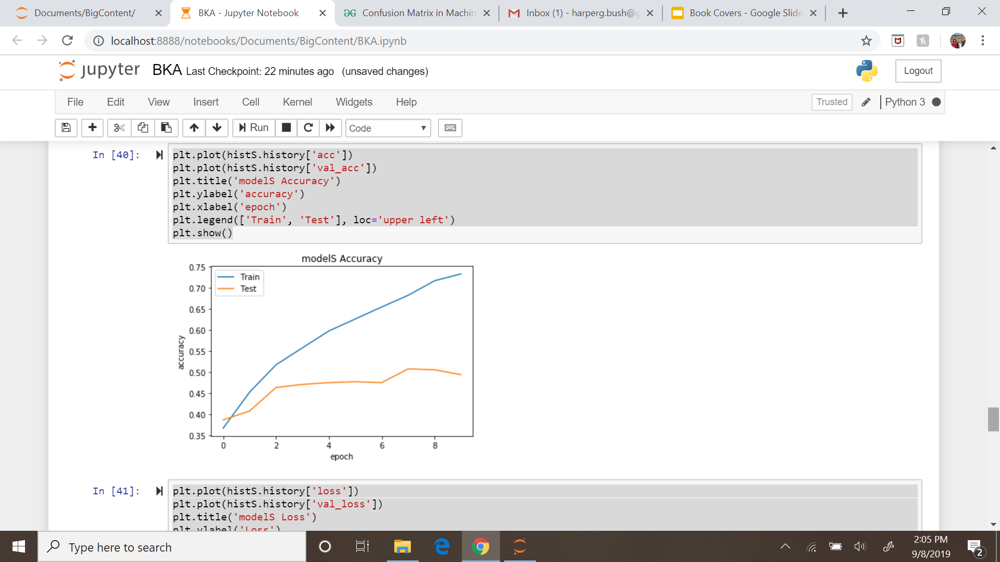 Documents/BigContent/
BKA - Jupyter Notebook
Confusion Matrix in Machin
Inbox (1) - harperg.bush@g
Book Covers - Google Slide
localhost:8888/notebooks/Documents/BigContent/BKA.ipynb
jupyter BKA Last Checkpoint: 22 minutes ago (unsaved changes)
Logout
File Edit View Insert Cell Kernel Widgets Help
Trusted Python 3
Run Code
In [40]:
plt.plot(histS.history['acc'])
plt.plot(histS.history['val_acc'])
plt.title('modelS Accuracy')
plt.ylabel('accuracy')
plt.xlabel('epoch')
plt.legend(['Train', 'Test'], loc='upper left')
plt.show()
modelS Accuracy
Train
Test
0.75
0.70
0.65
0.60
0.55
0.50
0.45
0.40
0.35
accuracy
0 2 4 6 8
epoch
In [41]:
plt.plot(histS.history['loss'])
plt.plot(histS.history['val_loss'])
plt.title('modelS Loss')
plt.ylabel('Loss')
Type here to search
2:05 PM
9/8/2019
2